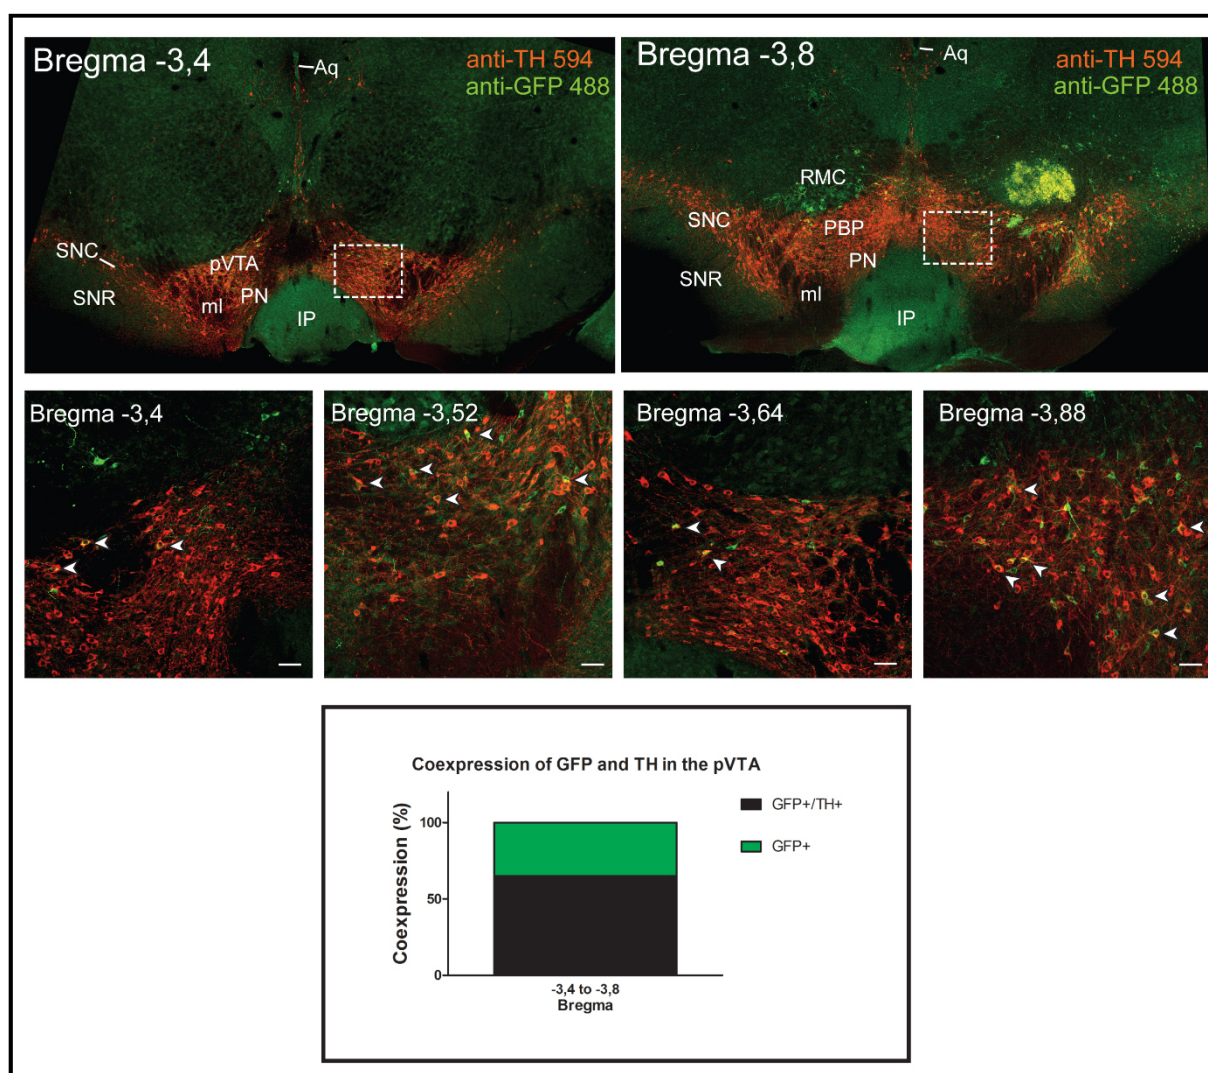 Bregma -3,4
Aq
anti-TH 594
anti-GFP 488
SNC
pVTA
SNR
ml
PN
IP
Bregma -3,8
Aq
anti-TH 594
anti-GFP 488
RMC
SNC
PBP
PN
SNR
ml
IP
Bregma -3,4
Bregma -3,52
Bregma -3,64
Bregma -3,88
Coexpression of GFP and TH in the pVTA
Coexpression (%)
100
50
0
-3,4 to -3,8
Bregma
GFP+/TH+
GFP+